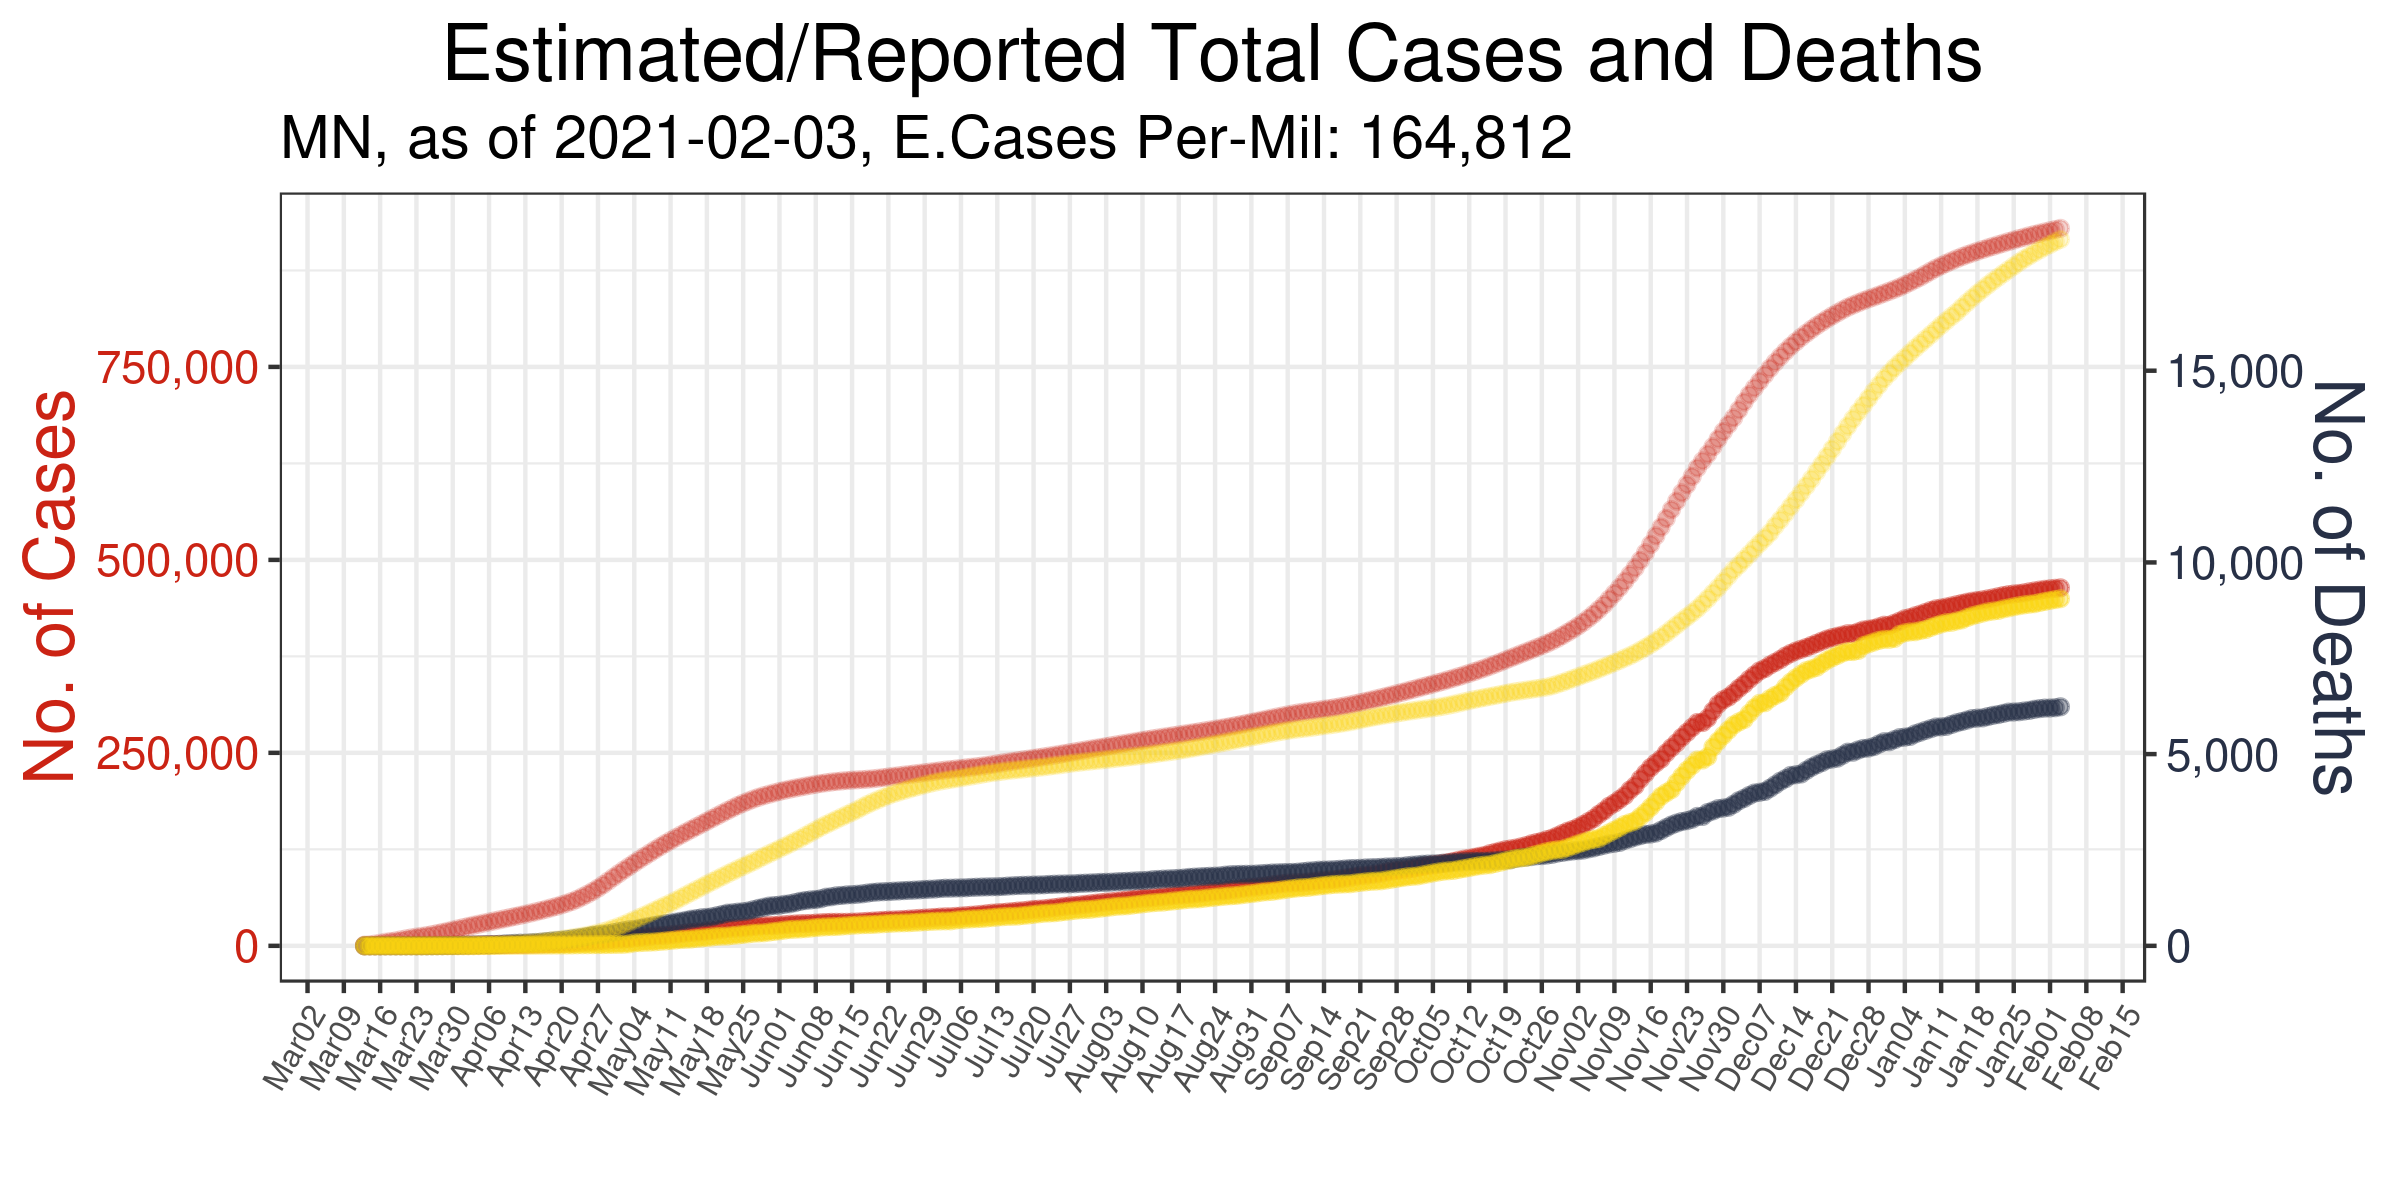 Estimated/Reported Total Cases and Deaths
MN, as of 2021-02-03, E.Cases Per-Mil: 164,812
No. of Cases
750,000
500,000
250,000
0
15,000
10,000
5,000
0
No. of Deaths
Mar02
Mar09
Mar16
Mar23
Mar30
Apr06
Apr13
Apr20
Apr27
May04
May11
May18
May25
Jun01
Jun08
Jun15
Jun22
Jun29
Jul06
Jul13
Jul20
Jul27
Aug03
Aug10
Aug17
Aug24
Aug31
Sep07
Sep14
Sep21
Sep28
Oct05
Oct12
Oct19
Oct26
Nov02
Nov09
Nov16
Nov23
Nov30
Dec07
Dec14
Dec21
Dec28
Jan04
Jan11
Jan18
Jan25
Feb01
Feb08
Feb15